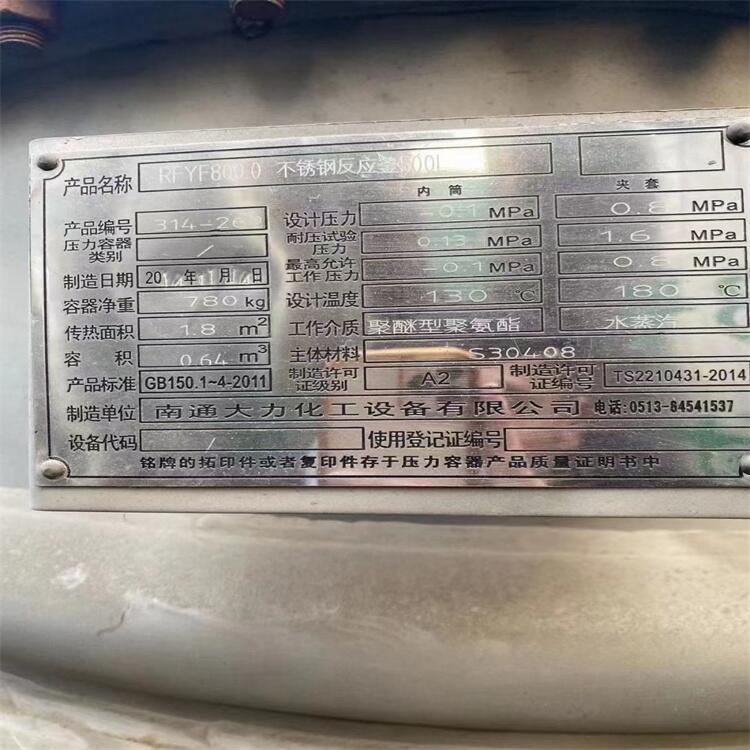 产品名称 RFYF800.0 不锈钢反应釜500L
内筒 夹套
产品编号 314-26 设计压力 -0.1 MPa 0.8 MPa
压力容器类别 / 耐压试验压力 0.13 MPa 1.6 MPa
制造日期 20 年 月 日 最高允许工作压力 -0.1 MPa 0.8 MPa
容器净重 780 kg 设计温度 130 ℃ 180 ℃
传热面积 1.8 m² 工作介质 聚醚型聚氨酯 水蒸汽
容积 0.64 m³ 主体材料 S30408
产品标准 GB150.1~4-2011 制造许可证级别 A2 制造许可证编号 TS2210431-2014
制造单位 南通大力化工设备有限公司 电话:0513-84541537
设备代码 / 使用登记证编号
铭牌的拓印件或者复印件存于压力容器产品质量证明书中